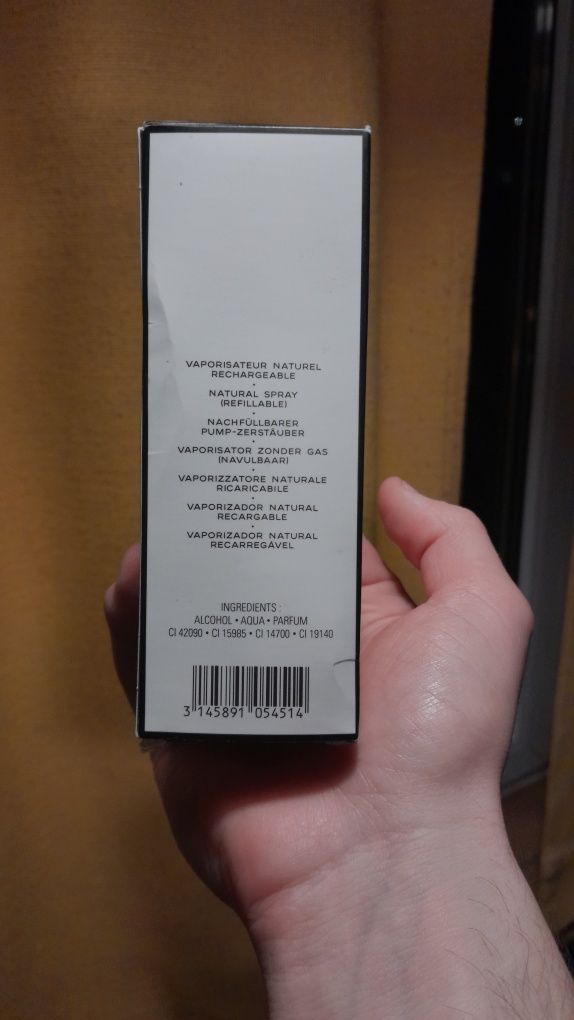 VAPORISATEUR NATUREL
RECHARGEABLE
•
NATURAL SPRAY
(REFILLABLE)
•
NACHFÜLLBARER
PUMP-ZERSTÄUBER
•
VAPORISATOR ZONDER GAS
(NAVULBAAR)
•
VAPORIZZATORE NATURALE
RICARICABILE
•
VAPORIZADOR NATURAL
RECARGABLE
•
VAPORIZADOR NATURAL
RECARREGÁVEL
INGREDIENTS :
ALCOHOL • AQUA • PARFUM
CI 42090 • CI 15985 • CI 14700 • CI 19140
3 145891 054514